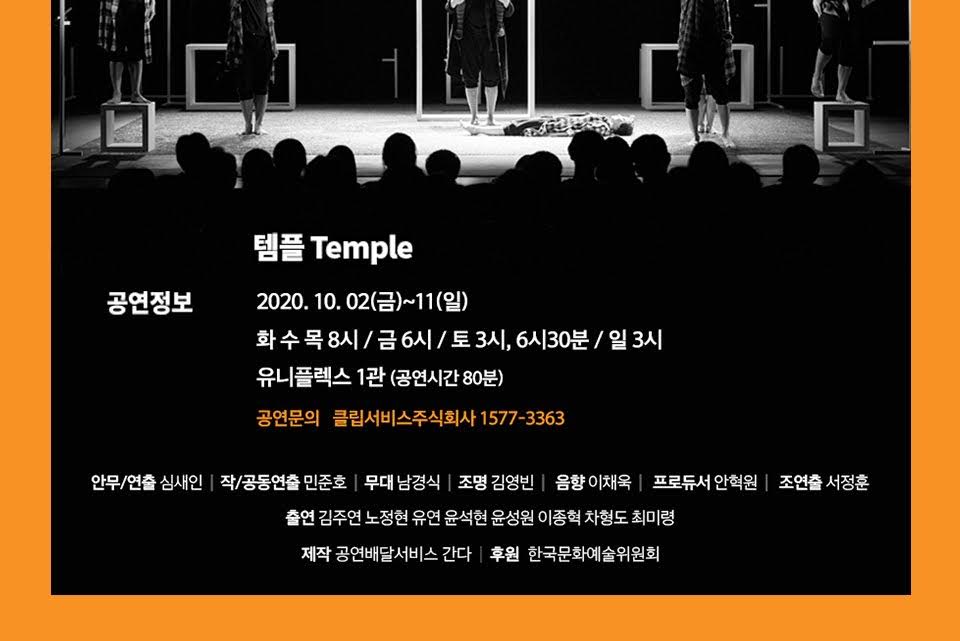 템플 Temple
공연정보
2020. 10. 02(금)~11(일)
화 수 목 8시 / 금 6시 / 토 3시, 6시30분 / 일 3시
유니플렉스 1관 (공연시간 80분)
공연문의 클립서비스주식회사 1577-3363
안무/연출 심새인 | 작/공동연출 민준호 | 무대 남경식 | 조명 김영빈 | 음향 이채욱 | 프로듀서 안혁원 | 조연출 서정훈
출연 김주연 노정현 유연 윤석현 윤성원 이종혁 차형도 최미령
제작 공연배달서비스 간다 | 후원 한국문화예술위원회